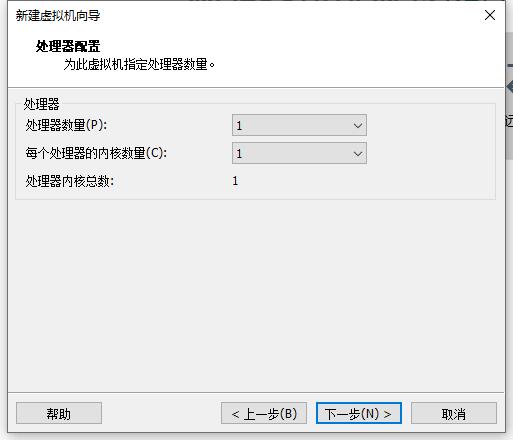 新建虚拟机向导
处理器配置
为此虚拟机指定处理器数量。
处理器
处理器数量(P): 1
每个处理器的内核数量(C): 1
处理器内核总数: 1
帮助 < 上一步(B) 下一步(N) > 取消